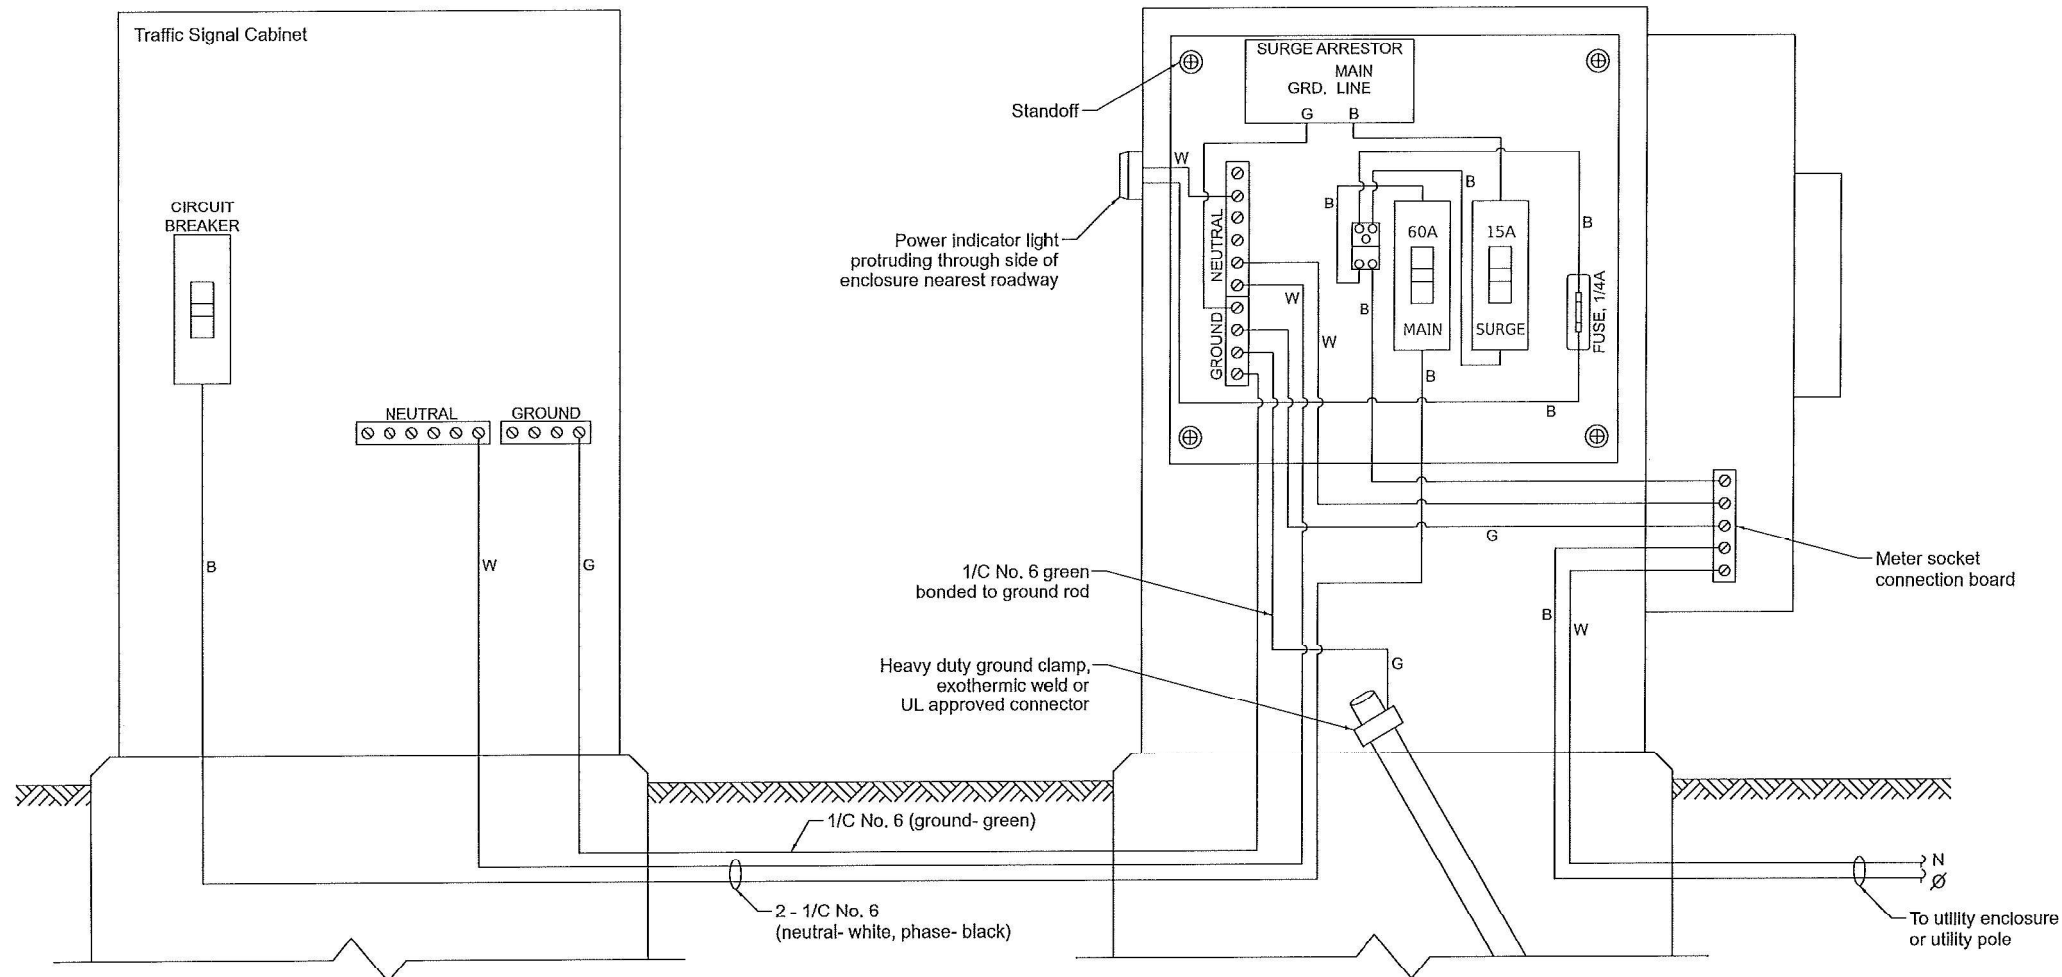 Traffic Signal Cabinet
CIRCUIT
BREAKER
NEUTRAL
GROUND
B
W
G
1/C No. 6 (ground- green)
2 - 1/C No. 6
(neutral- white, phase- black)
SURGE ARRESTOR
MAIN
GRD. LINE
G B
Standoff
W
Power indicator light
protruding through side of
enclosure nearest roadway
NEUTRAL
GROUND
B
B
60A
MAIN
15A
SURGE
B
FUSE, 1/4A
W
W
B
B
B
G
1/C No. 6 green
bonded to ground rod
G
Heavy duty ground clamp,
exothermic weld or
UL approved connector
Meter socket
connection board
B
W
N
Ø
To utility enclosure
or utility pole